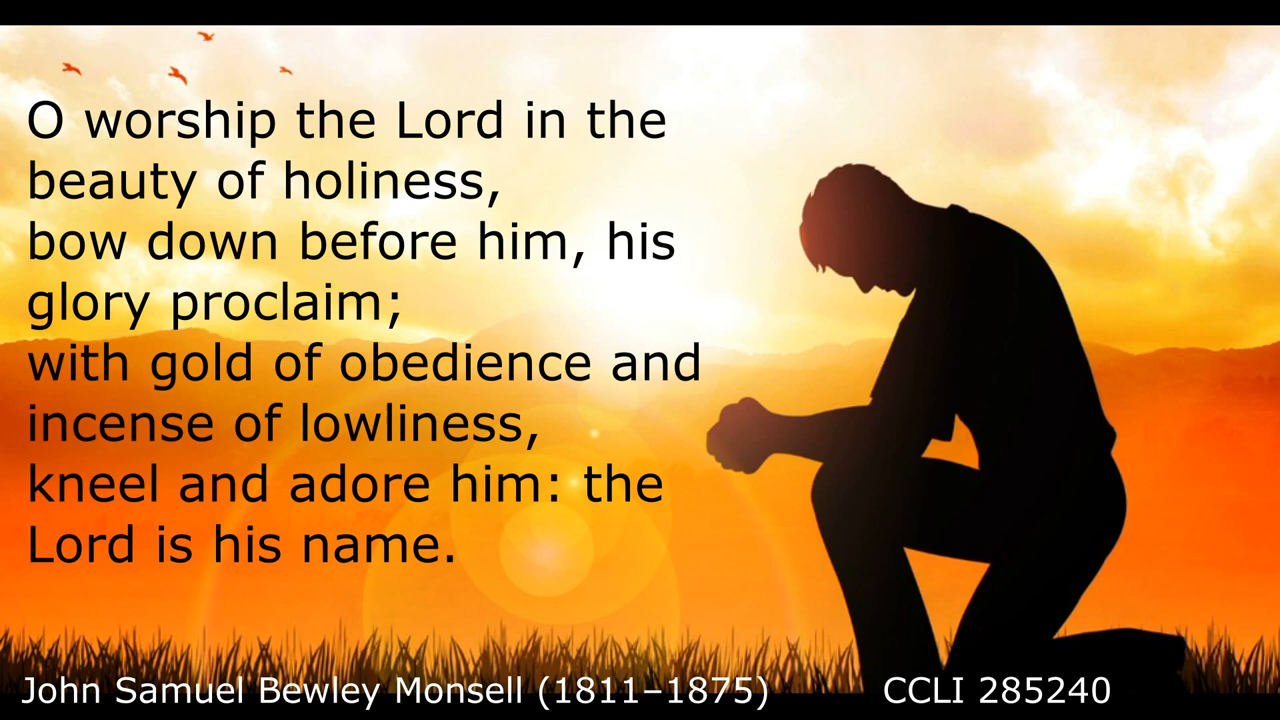 O worship the Lord in the
beauty of holiness,
bow down before him, his
glory proclaim;
with gold of obedience and
incense of lowliness,
kneel and adore him: the
Lord is his name.
John Samuel Bewley Monsell (1811–1875) CCLI 285240